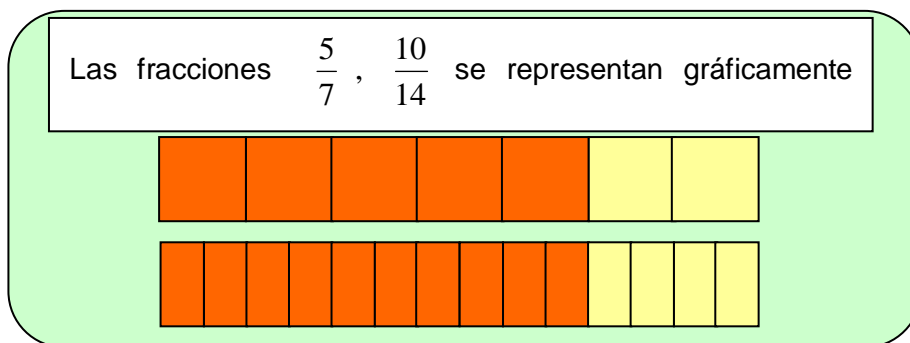 Las fracciones 5/7 , 10/14 se representan gráficamente